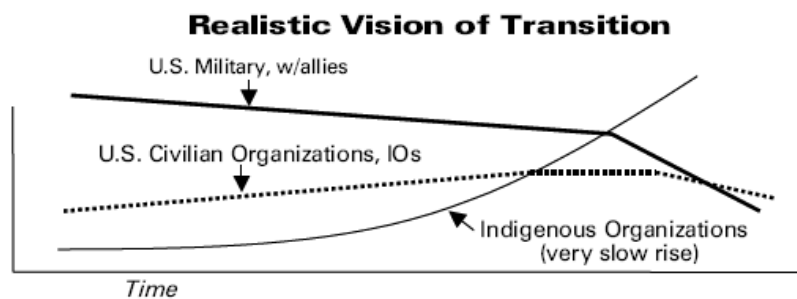 Realistic Vision of Transition
U.S. Military, w/allies
U.S. Civilian Organizations, IOs
Indigenous Organizations
(very slow rise)
Time